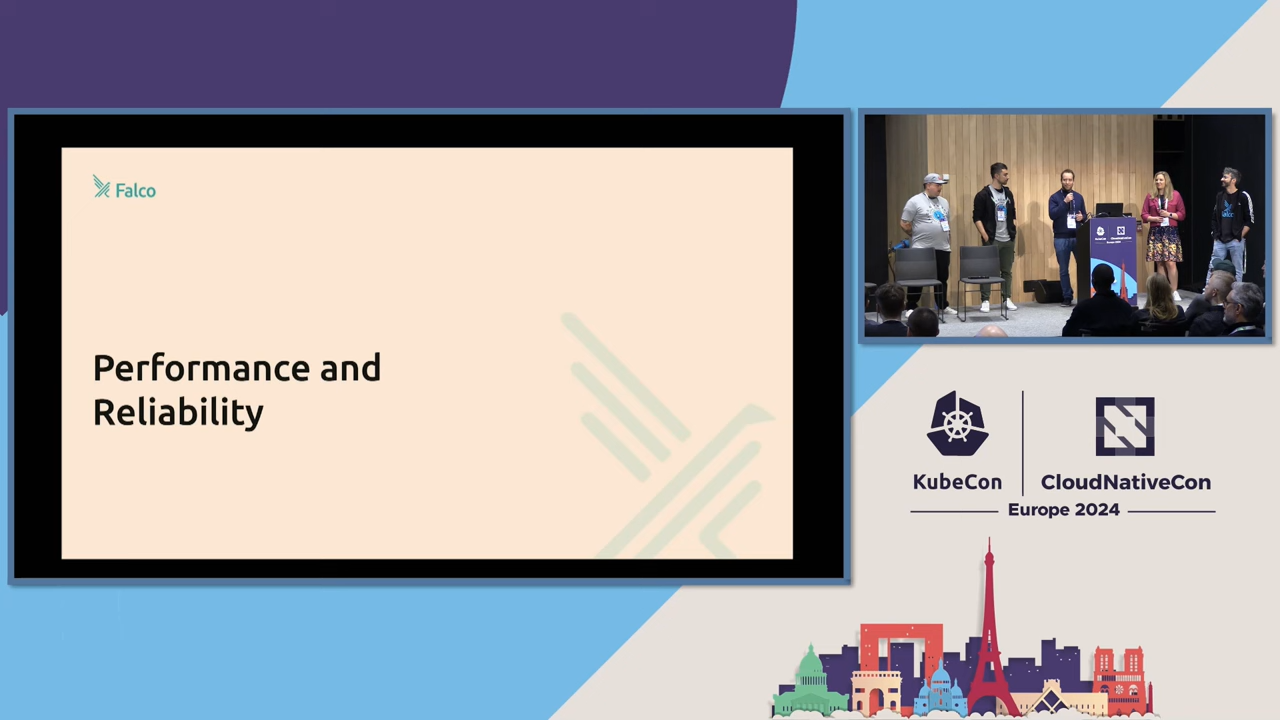 Falco
Performance and
Reliability
KubeCon
CloudNativeCon
Europe 2024